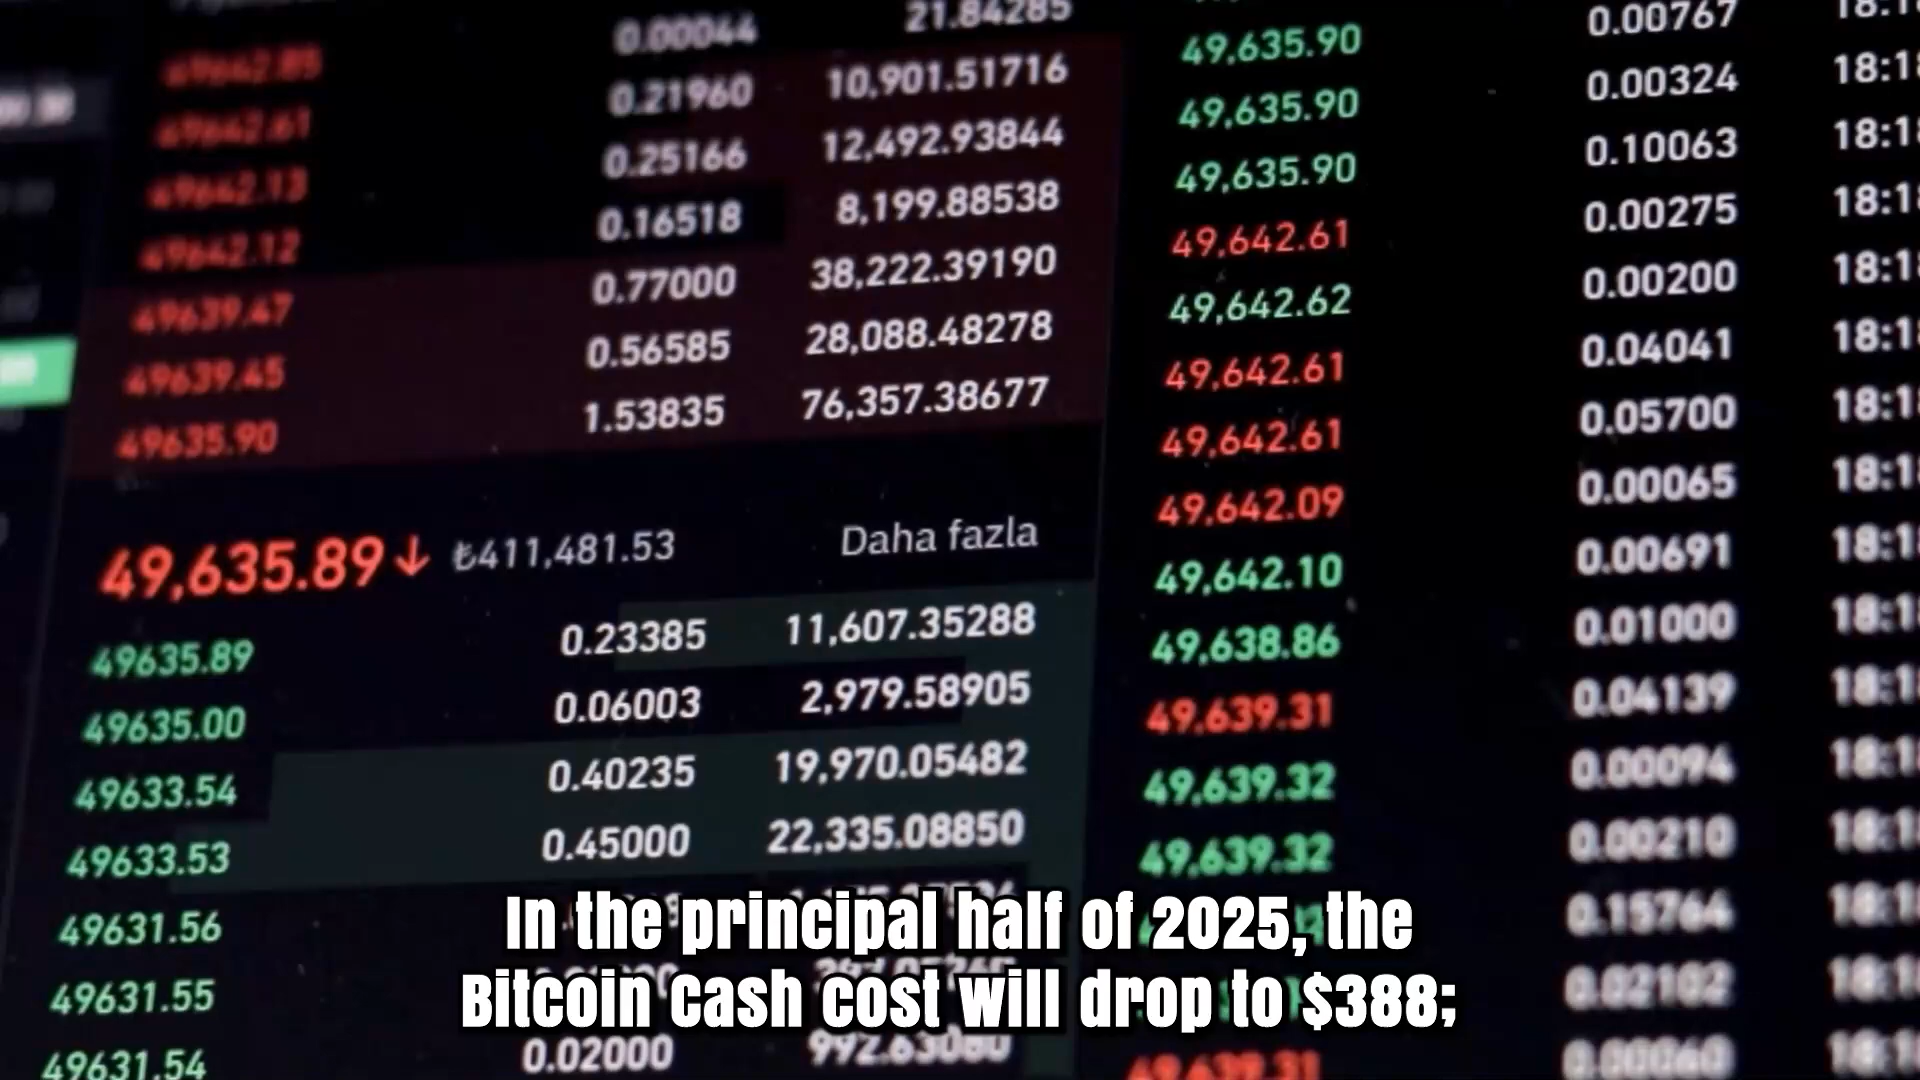 0.00044 21.84285
49642.85 0.21960 10,901.51716
49642.61 0.25166 12,492.93844
49642.13 0.16518 8,199.88538
49642.12 0.77000 38,222.39190
49639.47 0.56585 28,088.48278
49639.45 1.53835 76,357.38677
49635.90
49,635.89↓ ₺411,481.53 Daha fazla
49635.89 0.23385 11,607.35288
49635.00 0.06003 2,979.58905
49633.54 0.40235 19,970.05482
49633.53 0.45000 22,335.08850
49631.56
49631.55
49631.54 0.02000 992.63080
0.00767
49,635.90 0.00324
49,635.90 0.10063
49,635.90 0.00275
49,642.61 0.00200
49,642.62 0.04041
49,642.61 0.05700
49,642.61 0.00065
49,642.09 0.00691
49,642.10 0.01000
49,638.86 0.04139
49,639.31 0.00094
49,639.32 0.00210
49,639.32 0.15764
0.02102
49,639.31 0.00060
In the principal half of 2025, the
Bitcoin Cash cost will drop to $388;